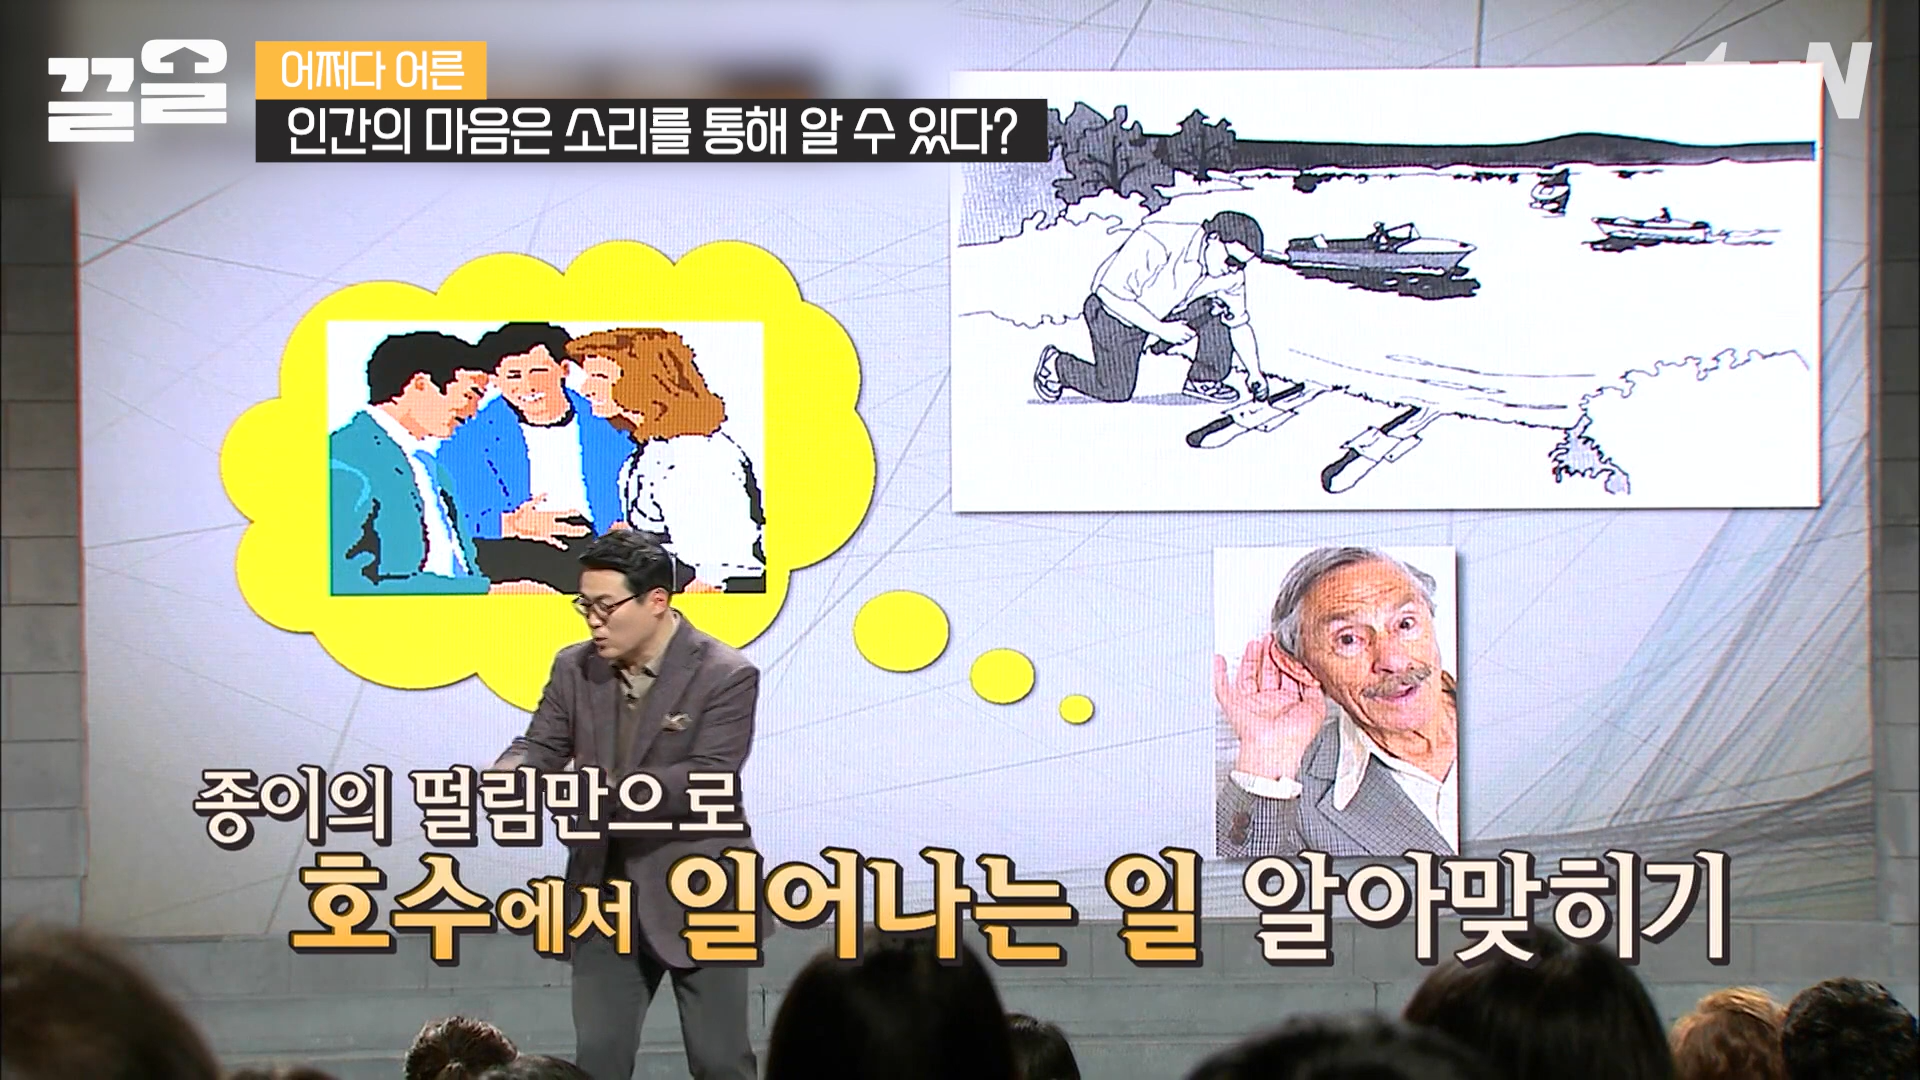 끌올
어쩌다 어른
인간의 마음은 소리를 통해 알 수 있다?
tvN
종이의 떨림만으로
호수에서 일어나는 일 알아맞히기